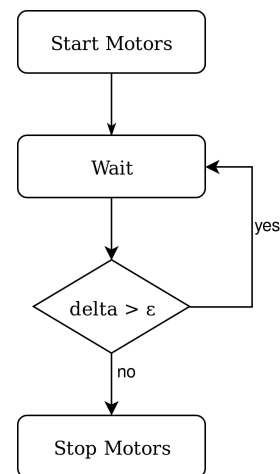 Start Motors
Wait
yes
delta > ε
no
Stop Motors